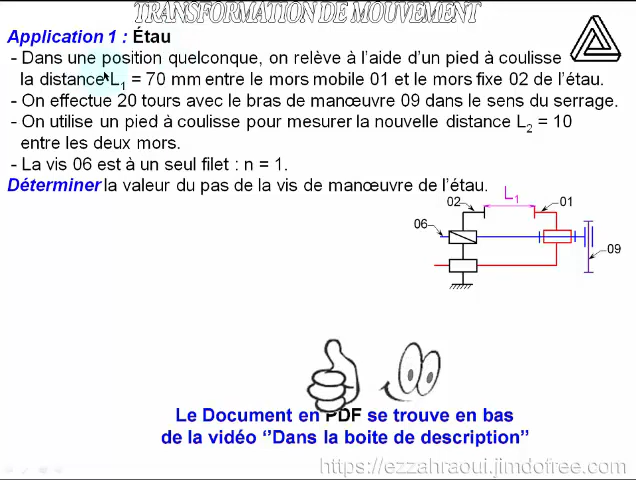 TRANSFORMATION DE MOUVEMENT
Application 1 : Étau
- Dans une position quelconque, on relève à l'aide d'un pied à coulisse
la distance L1 = 70 mm entre le mors mobile 01 et le mors fixe 02 de l'étau.
- On effectue 20 tours avec le bras de manœuvre 09 dans le sens du serrage.
- On utilise un pied à coulisse pour mesurer la nouvelle distance L2 = 10
entre les deux mors.
- La vis 06 est à un seul filet : n = 1.
Déterminer la valeur du pas de la vis de manœuvre de l'étau.
02
L1
01
06
09
Le Document en PDF se trouve en bas
de la vidéo ‘‘Dans la boite de description’’
https://ezzahraoui.jimdofree.com